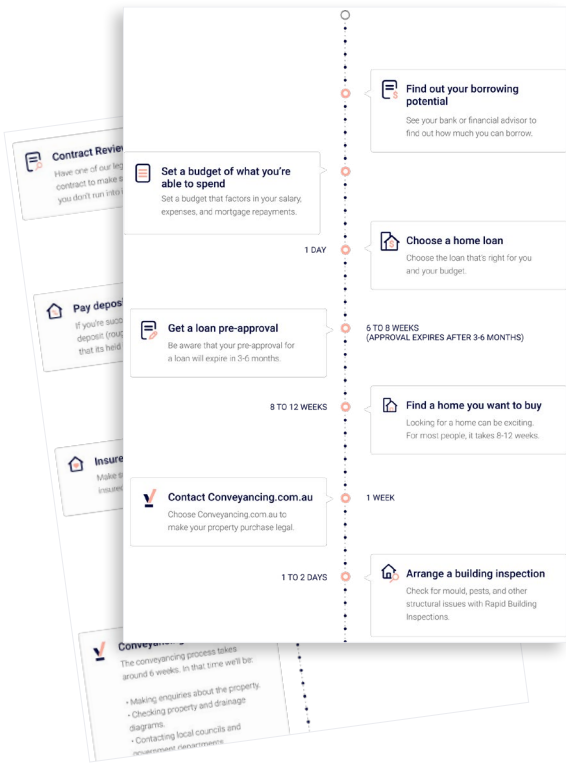 Find out your borrowing
potential
See your bank or financial advisor to
find out how much you can borrow.
Set a budget of what you're
able to spend
Set a budget that factors in your salary,
expenses, and mortgage repayments.
1 DAY
Choose a home loan
Choose the loan that's right for you
and your budget.
Get a loan pre-approval
Be aware that your pre-approval for
a loan will expire in 3-6 months.
6 TO 8 WEEKS
(APPROVAL EXPIRES AFTER 3-6 MONTHS)
8 TO 12 WEEKS
Find a home you want to buy
Looking for a home can be exciting.
For most people, it takes 8-12 weeks.
Contact Conveyancing.com.au
Choose Conveyancing.com.au to
make your property purchase legal.
1 WEEK
1 TO 2 DAYS
Arrange a building inspection
Check for mould, pests, and other
structural issues with Rapid Building
Inspections.
Contract Review
Have one of our leg
contract to make s
you don't run into
Pay deposi
If you're succ
deposit (roug
that its held
Insure
Make s
insured
The conveyancing process takes
around 6 weeks. In that time we'll be:
• Making enquiries about the property.
• Checking property and drainage
diagrams.
• Contacting local councils and
government departments